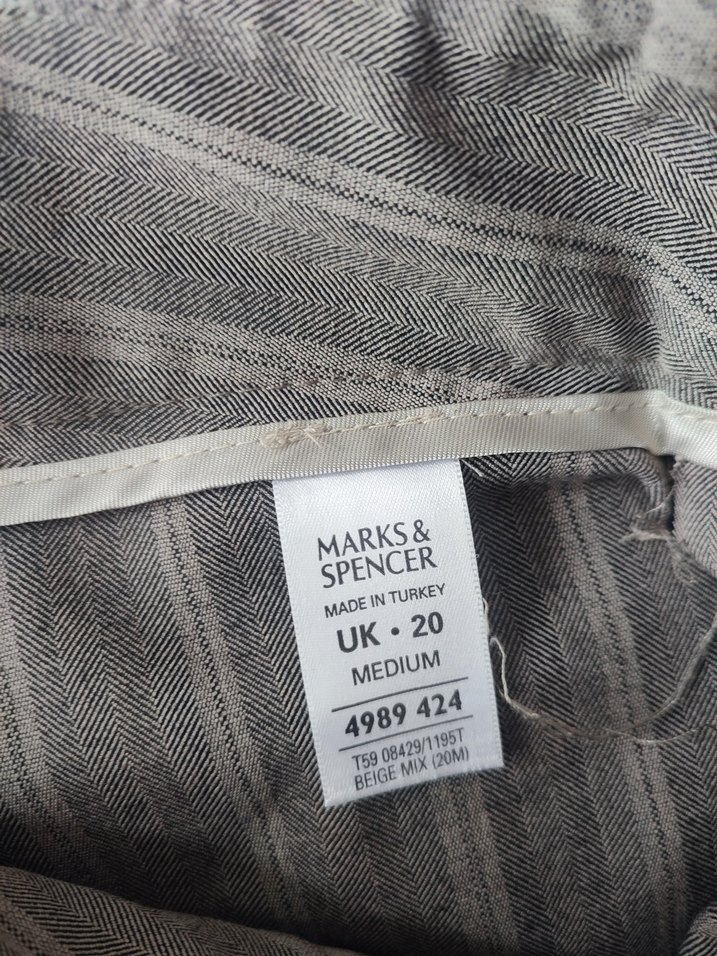 MARKS &
SPENCER
MADE IN TURKEY
UK • 20
MEDIUM
4989 424
T59 08429/1195T
BEIGE MIX (20M)